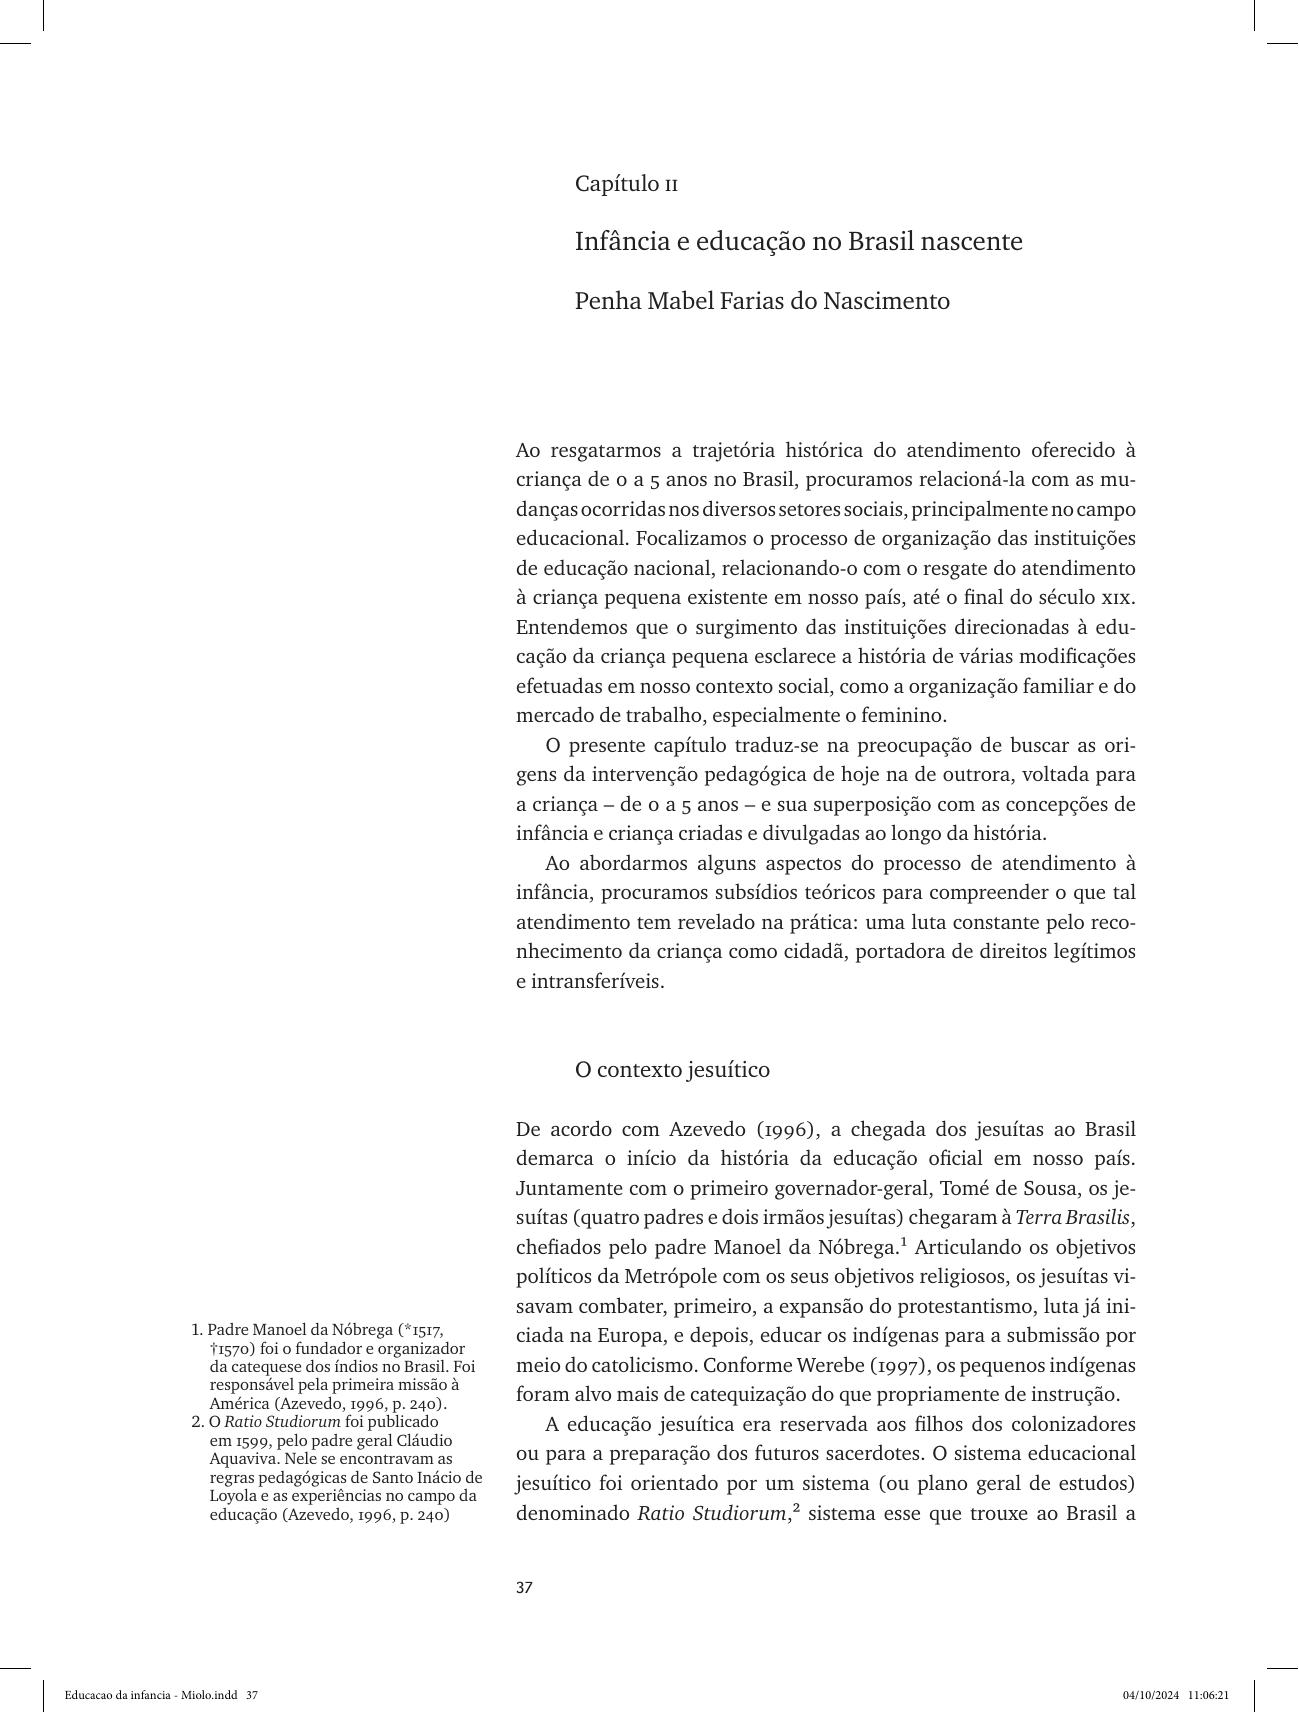 Capítulo II
Infância e educação no Brasil nascente
Penha Mabel Farias do Nascimento
Ao resgatarmos a trajetória histórica do atendimento oferecido à
criança de 0 a 5 anos no Brasil, procuramos relacioná-la com as mu-
danças ocorridas nos diversos setores sociais, principalmente no campo
educacional. Focalizamos o processo de organização das instituições
de educação nacional, relacionando-o com o resgate do atendimento
à criança pequena existente em nosso país, até o final do século XIX.
Entendemos que o surgimento das instituições direcionadas à edu-
cação da criança pequena esclarece a história de várias modificações
efetuadas em nosso contexto social, como a organização familiar e do
mercado de trabalho, especialmente o feminino.
O presente capítulo traduz-se na preocupação de buscar as ori-
gens da intervenção pedagógica de hoje na de outrora, voltada para
a criança – de 0 a 5 anos – e sua superposição com as concepções de
infância e criança criadas e divulgadas ao longo da história.
Ao abordarmos alguns aspectos do processo de atendimento à
infância, procuramos subsídios teóricos para compreender o que tal
atendimento tem revelado na prática: uma luta constante pelo reco-
nhecimento da criança como cidadã, portadora de direitos legítimos
e intransferíveis.
O contexto jesuítico
De acordo com Azevedo (1996), a chegada dos jesuítas ao Brasil
demarca o início da história da educação oficial em nosso país.
Juntamente com o primeiro governador-geral, Tomé de Sousa, os je-
suítas (quatro padres e dois irmãos jesuítas) chegaram à Terra Brasilis,
chefiados pelo padre Manoel da Nóbrega.¹ Articulando os objetivos
políticos da Metrópole com os seus objetivos religiosos, os jesuítas vi-
savam combater, primeiro, a expansão do protestantismo, luta já ini-
ciada na Europa, e depois, educar os indígenas para a submissão por
meio do catolicismo. Conforme Werebe (1997), os pequenos indígenas
foram alvo mais de catequização do que propriamente de instrução.
A educação jesuítica era reservada aos filhos dos colonizadores
ou para a preparação dos futuros sacerdotes. O sistema educacional
jesuítico foi orientado por um sistema (ou plano geral de estudos)
denominado Ratio Studiorum,² sistema esse que trouxe ao Brasil a
1. Padre Manoel da Nóbrega (*1517,
†1570) foi o fundador e organizador
da catequese dos índios no Brasil. Foi
responsável pela primeira missão à
América (Azevedo, 1996, p. 240).
2. O Ratio Studiorum foi publicado
em 1599, pelo padre geral Cláudio
Aquaviva. Nele se encontravam as
regras pedagógicas de Santo Inácio de
Loyola e as experiências no campo da
educação (Azevedo, 1996, p. 240)
37
Educacao da infancia - Miolo.indd 37
04/10/2024 11:06:21